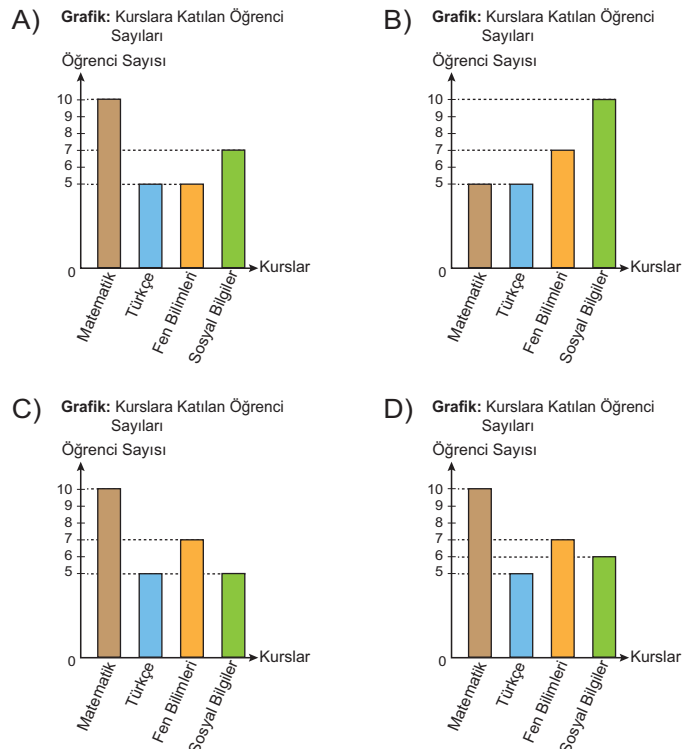 A) Grafik: Kurslara Katılan Öğrenci
Sayıları
Öğrenci Sayısı
10
9
8
7
6
5
0
Kurslar
Matematik
Türkçe
Fen Bilimleri
Sosyal Bilgiler
B) Grafik: Kurslara Katılan Öğrenci
Sayıları
Öğrenci Sayısı
10
9
8
7
6
5
0
Kurslar
Matematik
Türkçe
Fen Bilimleri
Sosyal Bilgiler
C) Grafik: Kurslara Katılan Öğrenci
Sayıları
Öğrenci Sayısı
10
9
8
7
6
5
0
Kurslar
Matematik
Türkçe
Fen Bilimleri
Sosyal Bilgiler
D) Grafik: Kurslara Katılan Öğrenci
Sayıları
Öğrenci Sayısı
10
9
8
7
6
5
0
Kurslar
Matematik
Türkçe
Fen Bilimleri
Sosyal Bilgiler